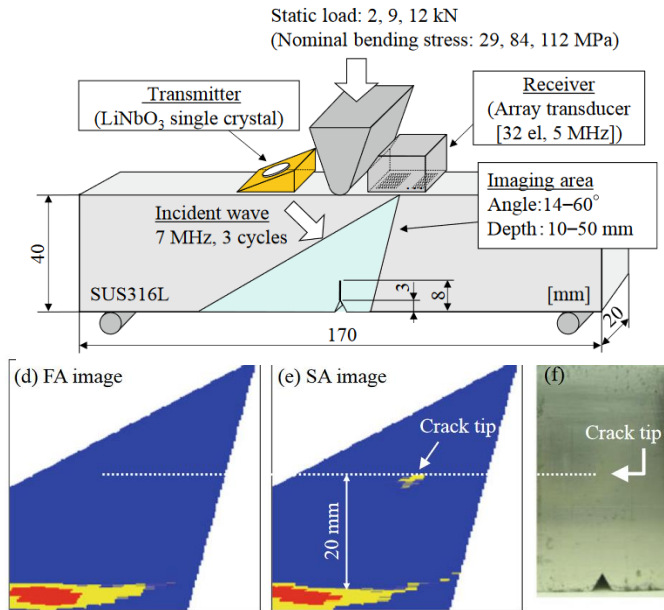 Static load: 2, 9, 12 kN
(Nominal bending stress: 29, 84, 112 MPa)
Transmitter
(LiNbO₃ single crystal)
Receiver
(Array transducer
[32 el, 5 MHz])
Imaging area
Angle:14–60°
Depth : 10–50 mm
Incident wave
7 MHz, 3 cycles
40
3
8
SUS316L
[mm]
20
170
(d) FA image
(e) SA image
(f)
Crack tip
Crack tip
20 mm